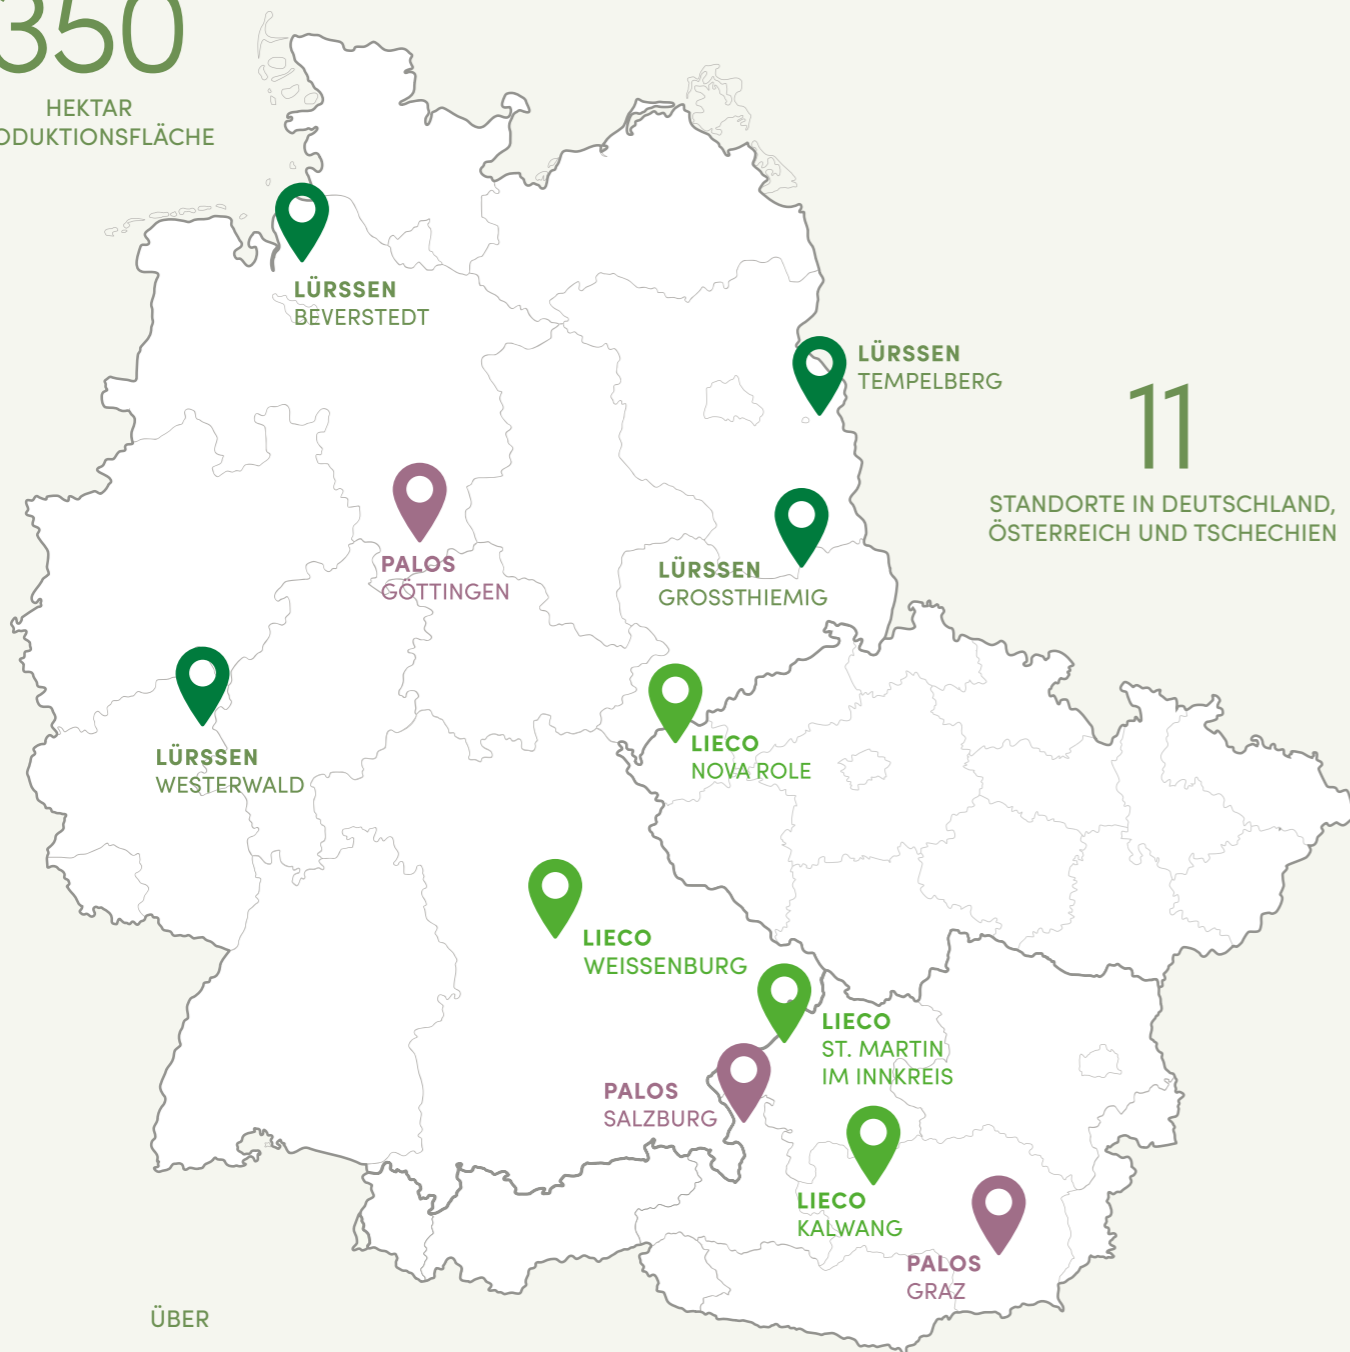 350
HEKTAR
ODUKTIONSFLÄCHE
LÜRSSEN
BEVERSTEDT
LÜRSSEN
TEMPELBERG
11
STANDORTE IN DEUTSCHLAND,
ÖSTERREICH UND TSCHECHIEN
PALOS
GÖTTINGEN
LÜRSSEN
GROSSTHIEMIG
LÜRSSEN
WESTERWALD
LIECO
NOVA ROLE
LIECO
WEISSENBURG
LIECO
ST. MARTIN
IM INNKREIS
PALOS
SALZBURG
LIECO
KALWANG
PALOS
GRAZ
ÜBER